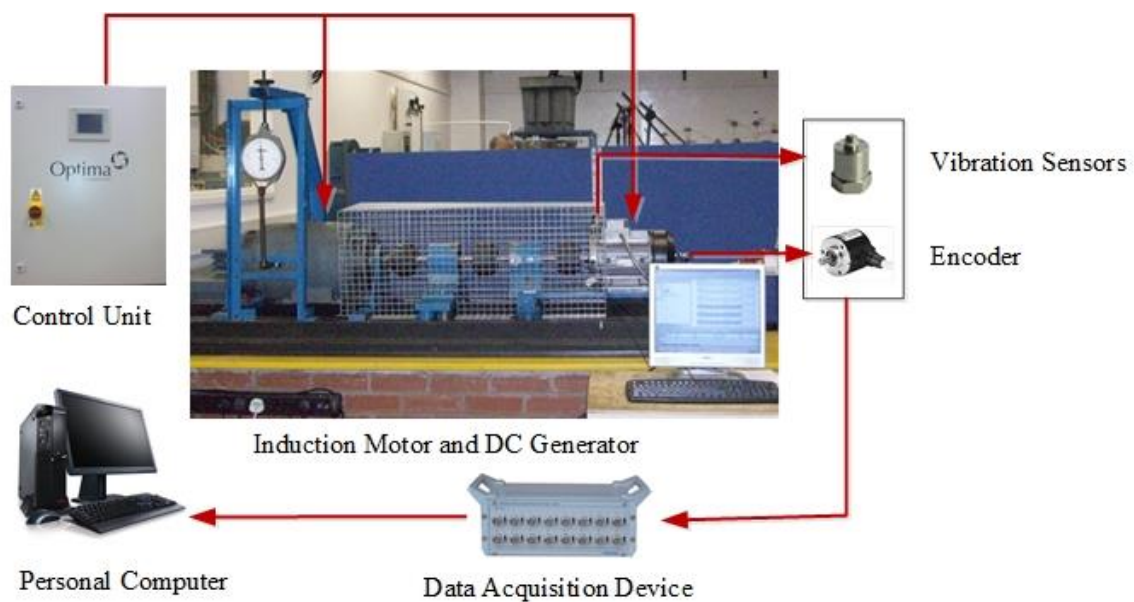 Optima
Vibration Sensors
Encoder
Control Unit
Induction Motor and DC Generator
Personal Computer
Data Acquisition Device